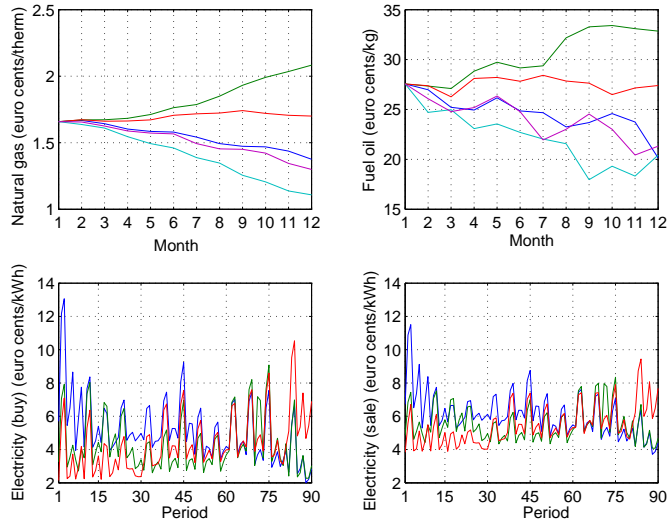 Natural gas (euro cents/therm)
2.5
2
1.5
1
1 2 3 4 5 6 7 8 9 10 11 12
Month
Fuel oil (euro cents/kg)
35
30
25
20
15
1 2 3 4 5 6 7 8 9 10 11 12
Month
Electricity (buy) (euro cents/kWh)
14
12
10
8
6
4
2
1 15 30 45 60 75 90
Period
Electricity (sale) (euro cents/kWh)
14
12
10
8
6
4
2
1 15 30 45 60 75 90
Period